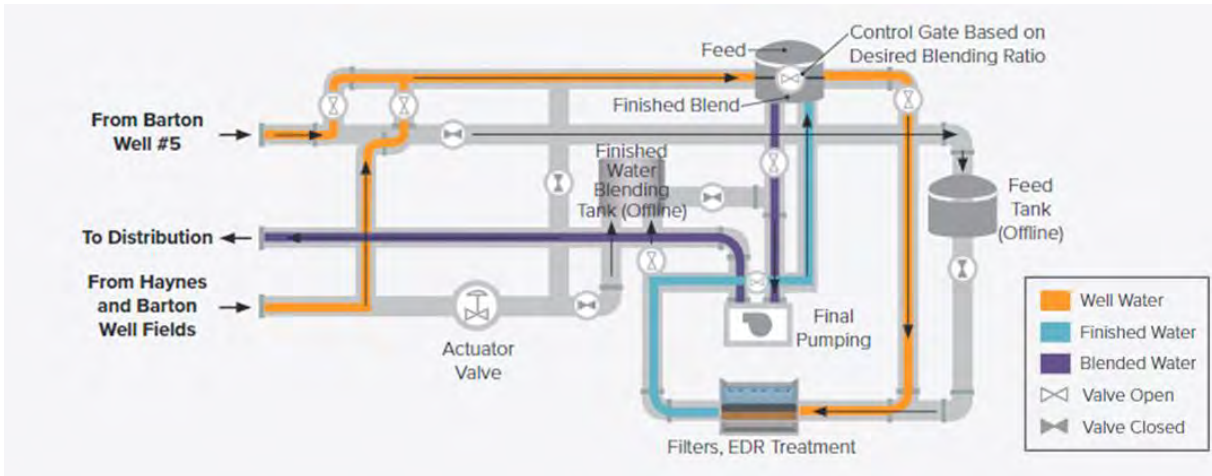 Feed
Control Gate Based on
Desired Blending Ratio
Finished Blend
From Barton
Well #5
Finished
Water
Blending
Tank (Offline)
Feed
Tank
(Offline)
To Distribution
From Haynes
and Barton
Well Fields
Actuator
Valve
Final
Pumping
Filters, EDR Treatment
Well Water
Finished Water
Blended Water
Valve Open
Valve Closed